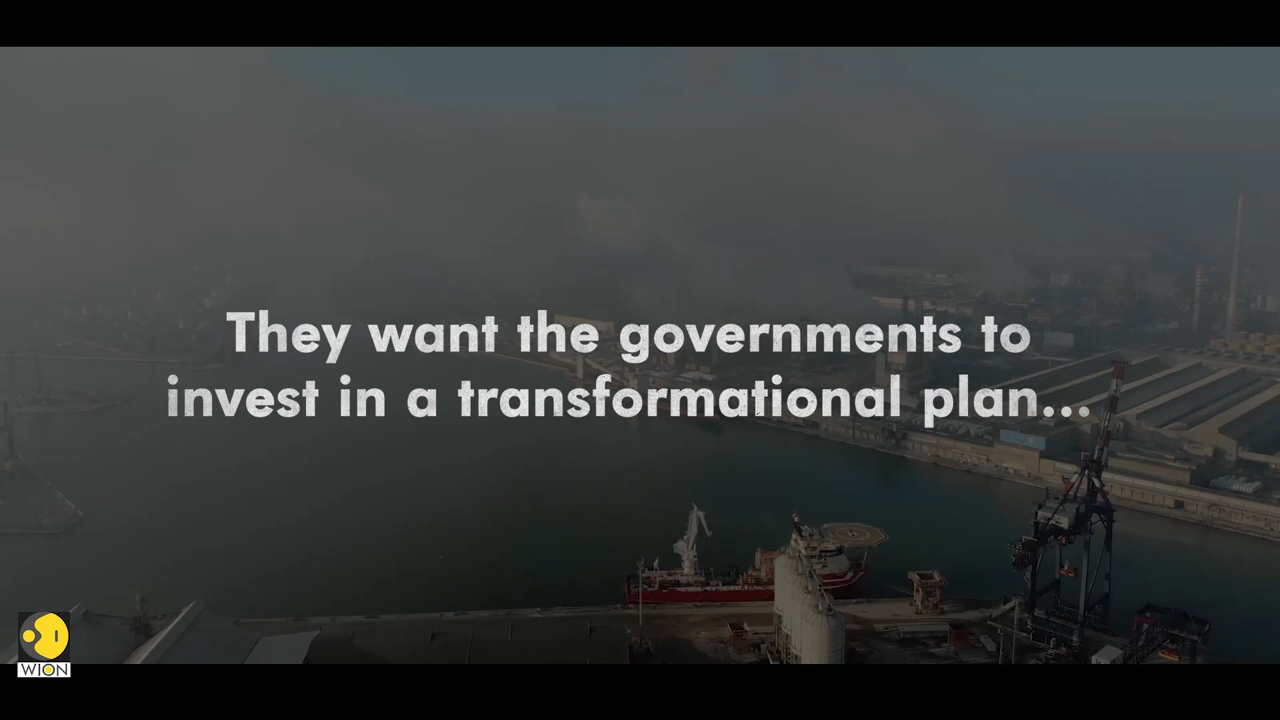 They want the governments to
invest in a transformational plan...
WION